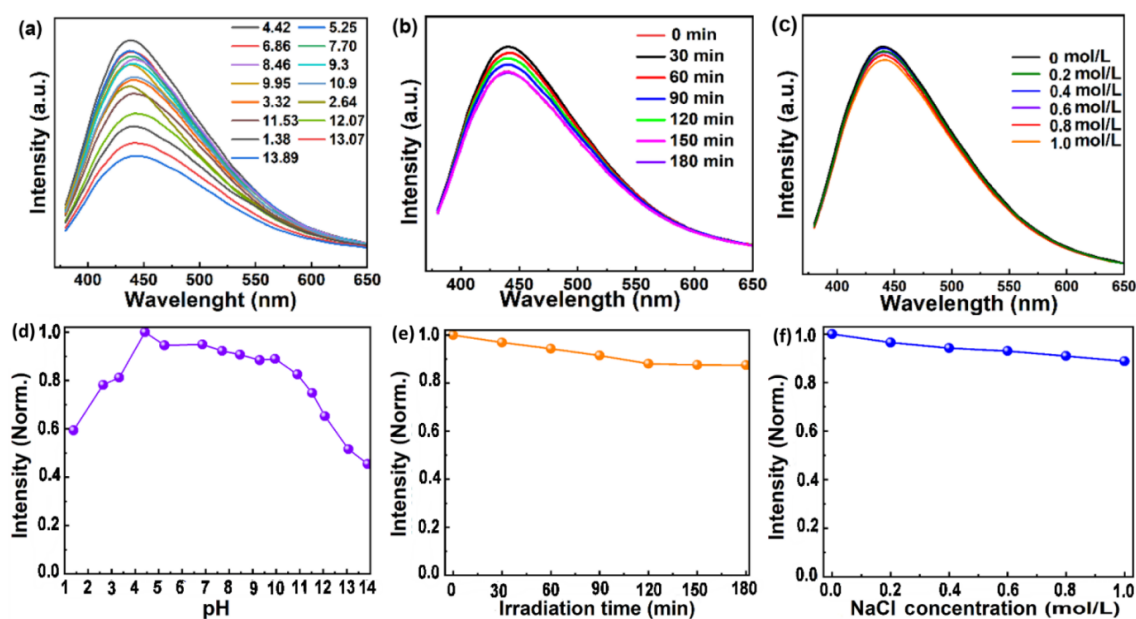 (a)
4.42 5.25
6.86 7.70
8.46 9.3
9.95 10.9
3.32 2.64
11.53 12.07
1.38 13.07
13.89
Intensity (a.u.)
400 450 500 550 600 650
Wavelenght (nm)
(b)
0 min
30 min
60 min
90 min
120 min
150 min
180 min
Intensity (a.u.)
400 450 500 550 600 650
Wavelength (nm)
(c)
0 mol/L
0.2 mol/L
0.4 mol/L
0.6 mol/L
0.8 mol/L
1.0 mol/L
Intensity (a.u.)
400 450 500 550 600 650
Wavelength (nm)
(d)
1.0
0.8
0.6
0.4
0.2
0.0
Intensity (Norm.)
1 2 3 4 5 6 7 8 9 10 11 12 13 14
pH
(e)
1.0
0.8
0.6
0.4
0.2
0.0
Intensity (Norm.)
0 30 60 90 120 150 180
Irradiation time (min)
(f)
1.0
0.8
0.6
0.4
0.2
0.0
Intensity (Norm.)
0.0 0.2 0.4 0.6 0.8 1.0
NaCl concentration (mol/L)